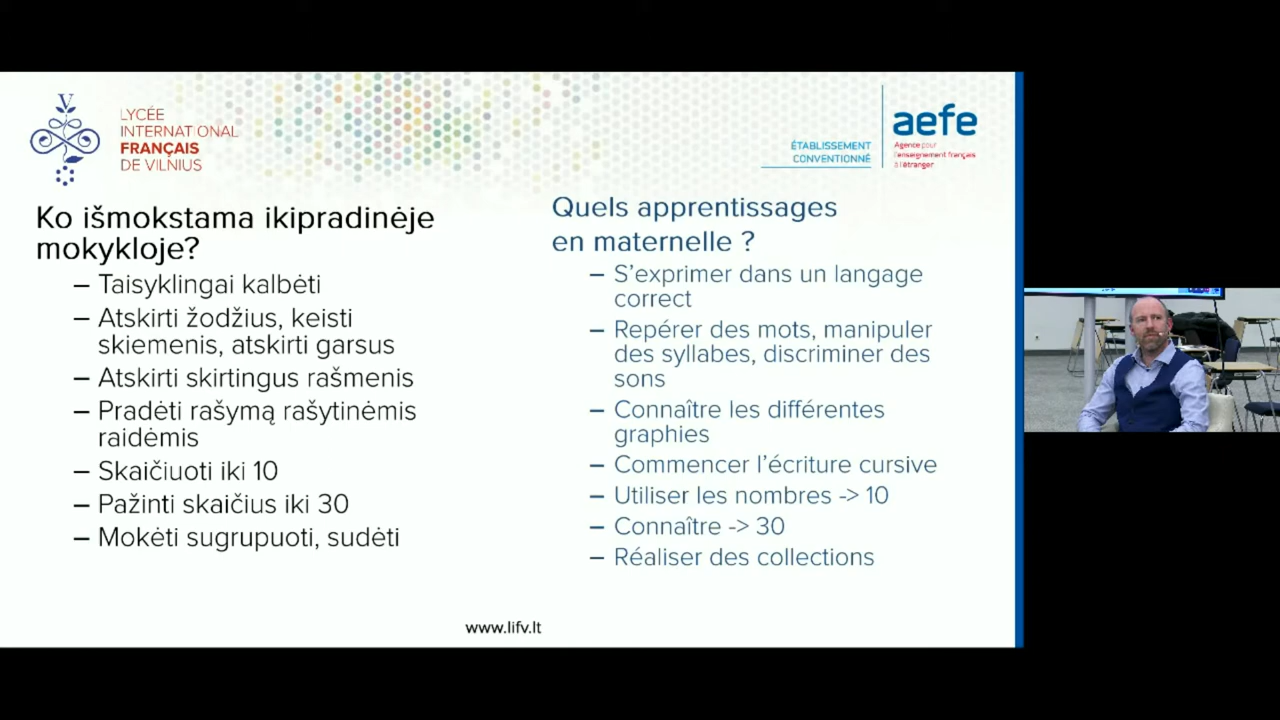 V
LYCÉE
INTERNATIONAL
FRANÇAIS
DE VILNIUS
ÉTABLISSEMENT
CONVENTIONNÉ
aefe
Agence pour
l'enseignement français
à l'étranger
Ko išmokstama ikipradinėje
mokykloje?
– Taisyklingai kalbėti
– Atskirti žodžius, keisti
skiemenis, atskirti garsus
– Atskirti skirtingus rašmenis
– Pradėti rašymą rašytinėmis
raidėmis
– Skaičiuoti iki 10
– Pažinti skaičius iki 30
– Mokėti sugrupuoti, sudėti
Quels apprentissages
en maternelle ?
– S'exprimer dans un langage
correct
– Repérer des mots, manipuler
des syllabes, discriminer des
sons
– Connaître les différentes
graphies
– Commencer l'écriture cursive
– Utiliser les nombres -> 10
– Connaître -> 30
– Réaliser des collections
www.lifv.lt